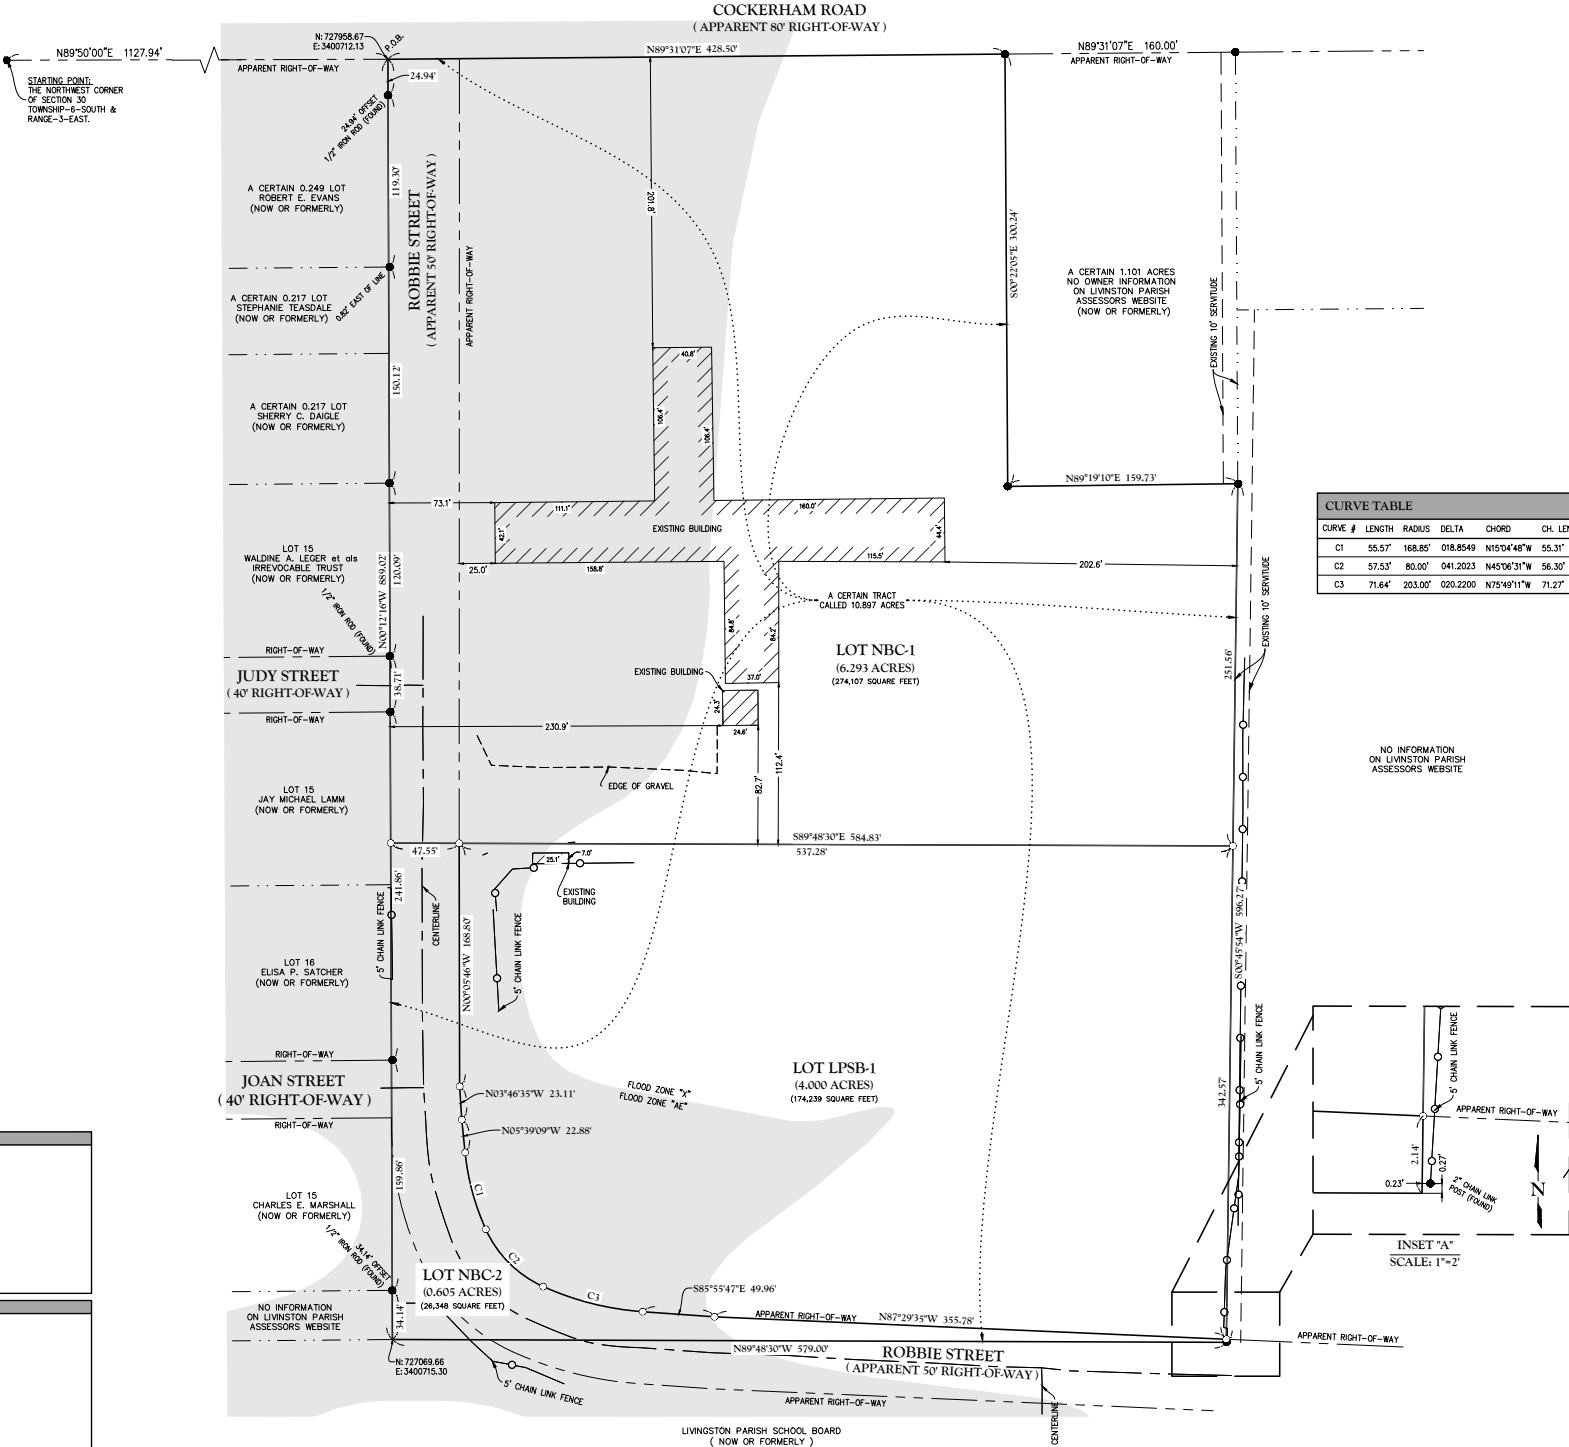 COCKERHAM ROAD
( APPARENT 80' RIGHT-OF-WAY )
N89°50'00"E 1127.94'
N: 727958.67
E: 3400712.13
P.O.B.
N89°31'07"E 428.50'
N89°31'07"E 160.00'
APPARENT RIGHT-OF-WAY
APPARENT RIGHT-OF-WAY
STARTING POINT:
THE NORTHWEST CORNER
OF SECTION 30
TOWNSHIP-6-SOUTH &
RANGE-3-EAST.
24.94'
24.94' OFFSET
1/2" IRON ROD (FOUND)
119.30'
A CERTAIN 0.249 LOT
ROBERT E. EVANS
(NOW OR FORMERLY)
ROBBIE STREET
( APPARENT 50' RIGHT-OF-WAY )
APPARENT RIGHT-OF-WAY
201.8'
S00°22'05"E 300.24'
A CERTAIN 1.101 ACRES
NO OWNER INFORMATION
ON LIVINSTON PARISH
ASSESSORS WEBSITE
(NOW OR FORMERLY)
EXISTING 10' SERVITUDE
A CERTAIN 0.217 LOT
STEPHANIE TEASDALE
(NOW OR FORMERLY)
0.82' EAST OF LINE
150.12'
A CERTAIN 0.217 LOT
SHERRY C. DAIGLE
(NOW OR FORMERLY)
40.8'
106.4'
106.4'
N89°19'10"E 159.73'
73.1'
111.1'
160.0'
42.1'
EXISTING BUILDING
44.4'
25.0'
158.8'
115.5'
202.6'
CURVE TABLE
CURVE # LENGTH RADIUS DELTA CHORD CH. LEN
C1 55.57' 168.85' 018.8549 N15°04'48"W 55.31'
C2 57.53' 80.00' 041.2023 N45°06'31"W 56.30'
C3 71.64' 203.00' 020.2200 N75°49'11"W 71.27'
LOT 15
WALDINE A. LEGER et als
IRREVOCABLE TRUST
(NOW OR FORMERLY)
N00°12'16"W 889.02'
120.09'
1/2" IRON ROD (FOUND)
A CERTAIN TRACT
CALLED 10.897 ACRES
84.8'
84.2'
EXISTING 10' SERVITUDE
LOT NBC-1
(6.293 ACRES)
(274,107 SQUARE FEET)
251.56'
RIGHT-OF-WAY
JUDY STREET
( 40' RIGHT-OF-WAY )
RIGHT-OF-WAY
38.71'
EXISTING BUILDING
37.0'
24.3'
24.6'
230.9'
82.7'
112.4'
EDGE OF GRAVEL
NO INFORMATION
ON LIVINSTON PARISH
ASSESSORS WEBSITE
LOT 15
JAY MICHAEL LAMM
(NOW OR FORMERLY)
S89°48'30"E 584.83'
537.28'
47.55'
25.1'
7.0'
EXISTING
BUILDING
241.86'
5' CHAIN LINK FENCE
CENTERLINE
N00°05'46"W 168.80'
5' CHAIN LINK FENCE
S00°45'54"W 596.27'
LOT 16
ELISA P. SATCHER
(NOW OR FORMERLY)
RIGHT-OF-WAY
JOAN STREET
( 40' RIGHT-OF-WAY )
RIGHT-OF-WAY
N03°46'35"W 23.11'
N05°39'09"W 22.88'
FLOOD ZONE "X"
FLOOD ZONE "AE"
LOT LPSB-1
(4.000 ACRES)
(174,239 SQUARE FEET)
342.57'
5' CHAIN LINK FENCE
5' CHAIN LINK FENCE
APPARENT RIGHT-OF-WAY
2.14'
0.27'
0.23'
2" CHAIN LINK
POST (FOUND)
N
INSET "A"
SCALE: 1"=2'
159.86'
LOT 15
CHARLES E. MARSHALL
(NOW OR FORMERLY)
34.14' OFFSET
1/2" IRON ROD (FOUND)
C1
C2
C3
LOT NBC-2
(0.605 ACRES)
(26,348 SQUARE FEET)
S85°55'47"E 49.96'
NO INFORMATION
ON LIVINSTON PARISH
ASSESSORS WEBSITE
34.14'
APPARENT RIGHT-OF-WAY
N87°29'35"W 355.78'
APPARENT RIGHT-OF-WAY
N89°48'30"W 579.00'
ROBBIE STREET
( APPARENT 50' RIGHT-OF-WAY )
N: 727069.66
E: 3400715.30
5' CHAIN LINK FENCE
APPARENT RIGHT-OF-WAY
CENTERLINE
LIVINGSTON PARISH SCHOOL BOARD
( NOW OR FORMERLY )